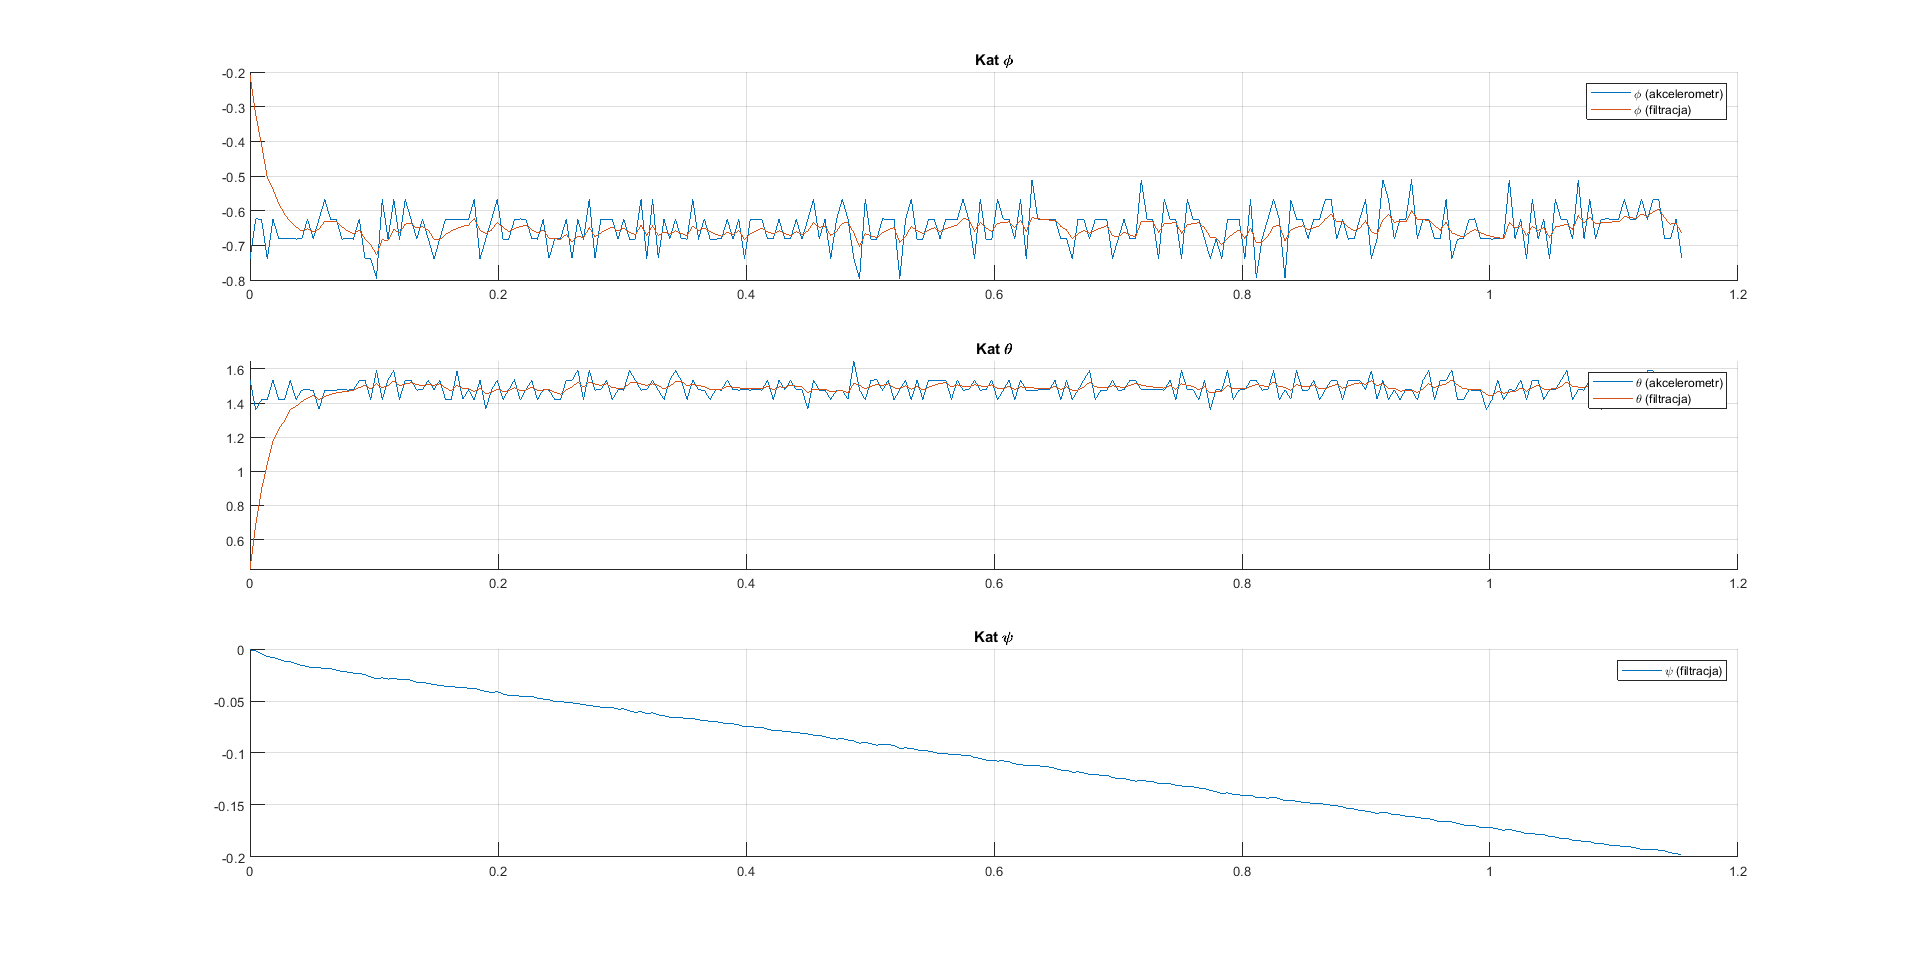 Kat ϕ
-0.2
-0.3
-0.4
-0.5
-0.6
-0.7
-0.8
0 0.2 0.4 0.6 0.8 1 1.2
ϕ (akcelerometr)
ϕ (filtracja)
Kat θ
1.6
1.4
1.2
1
0.8
0.6
0 0.2 0.4 0.6 0.8 1 1.2
θ (akcelerometr)
θ (filtracja)
Kat ψ
0
-0.05
-0.1
-0.15
-0.2
0 0.2 0.4 0.6 0.8 1 1.2
ψ (filtracja)